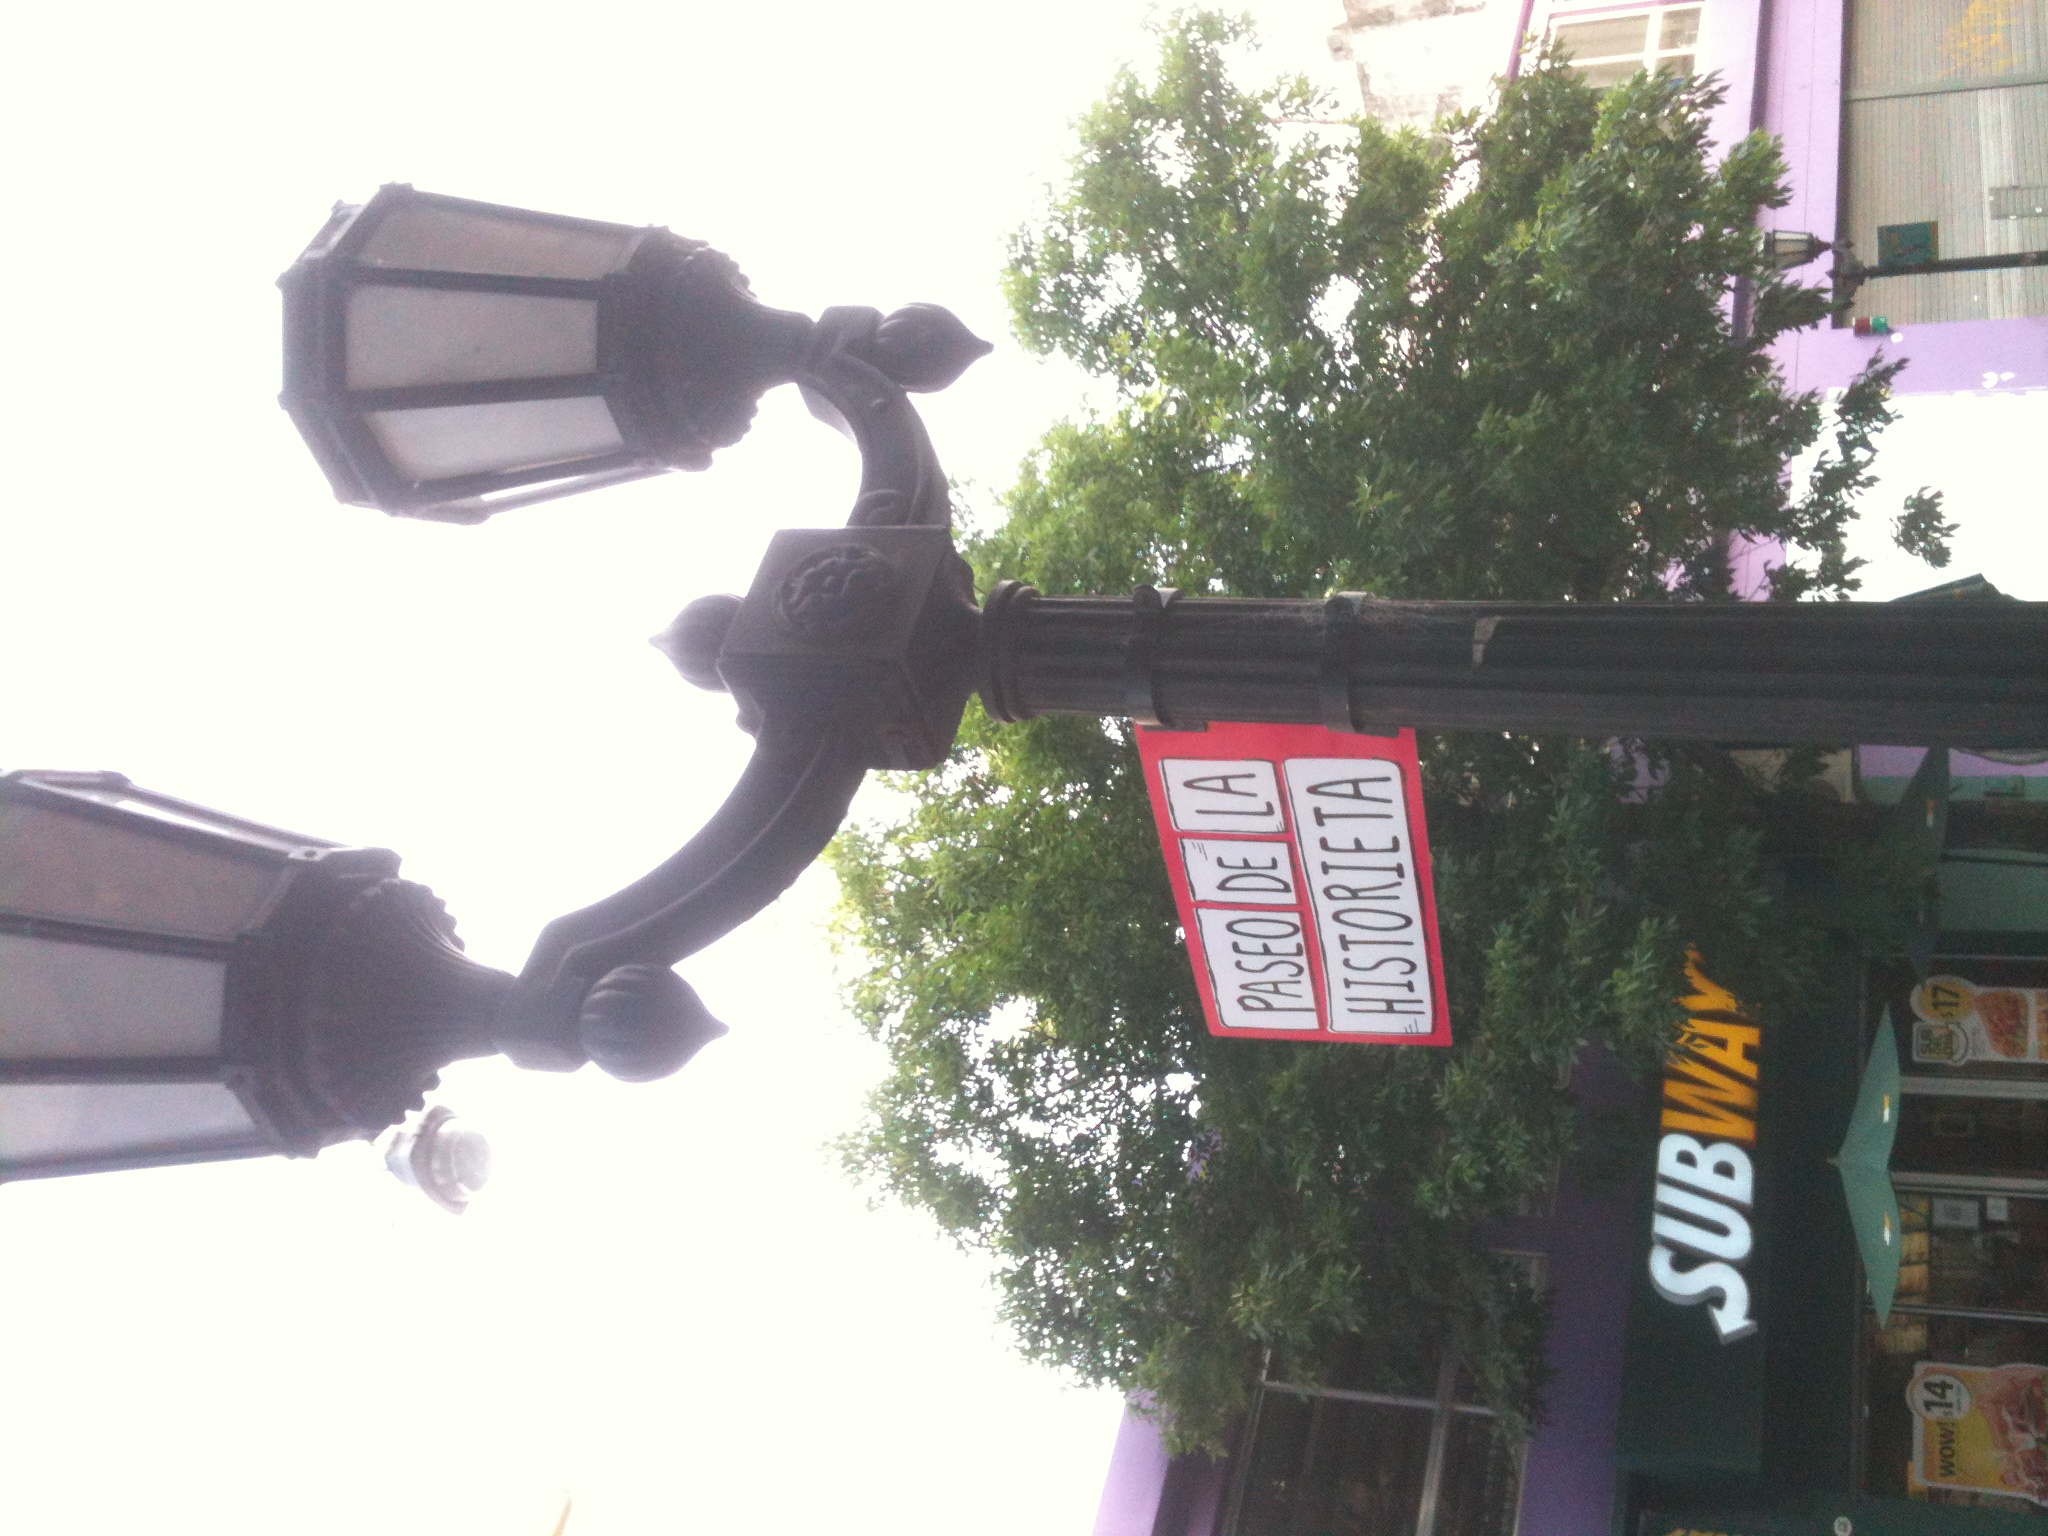 PASEO DE LA
HISTORIETA
SUBWAY
$17
WOW! $14